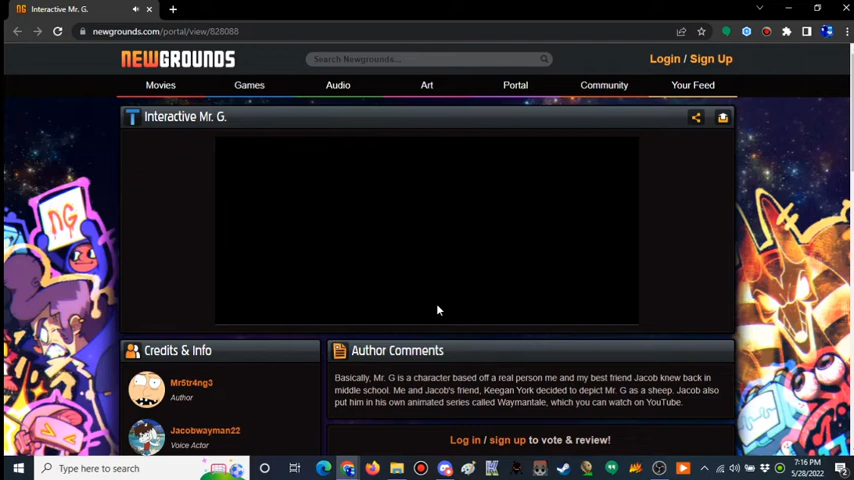 Interactive Mr. G.
newgrounds.com/portal/view/828088
NEWGROUNDS
Search Newgrounds...
Login / Sign Up
Movies Games Audio Art Portal Community Your Feed
Interactive Mr. G.
NG
Credits & Info
Author Comments
Mr5tr4ng3
Author
Basically, Mr. G is a character based off a real person me and my best friend Jacob knew back in
middle school. Me and Jacob's friend, Keegan York decided to depict Mr. G as a sheep. Jacob also
put him in his own animated series called Waymantale, which you can watch on YouTube.
Jacobwayman22
Voice Actor
Log in / sign up to vote & review!
Type here to search
7:16 PM
5/28/2022